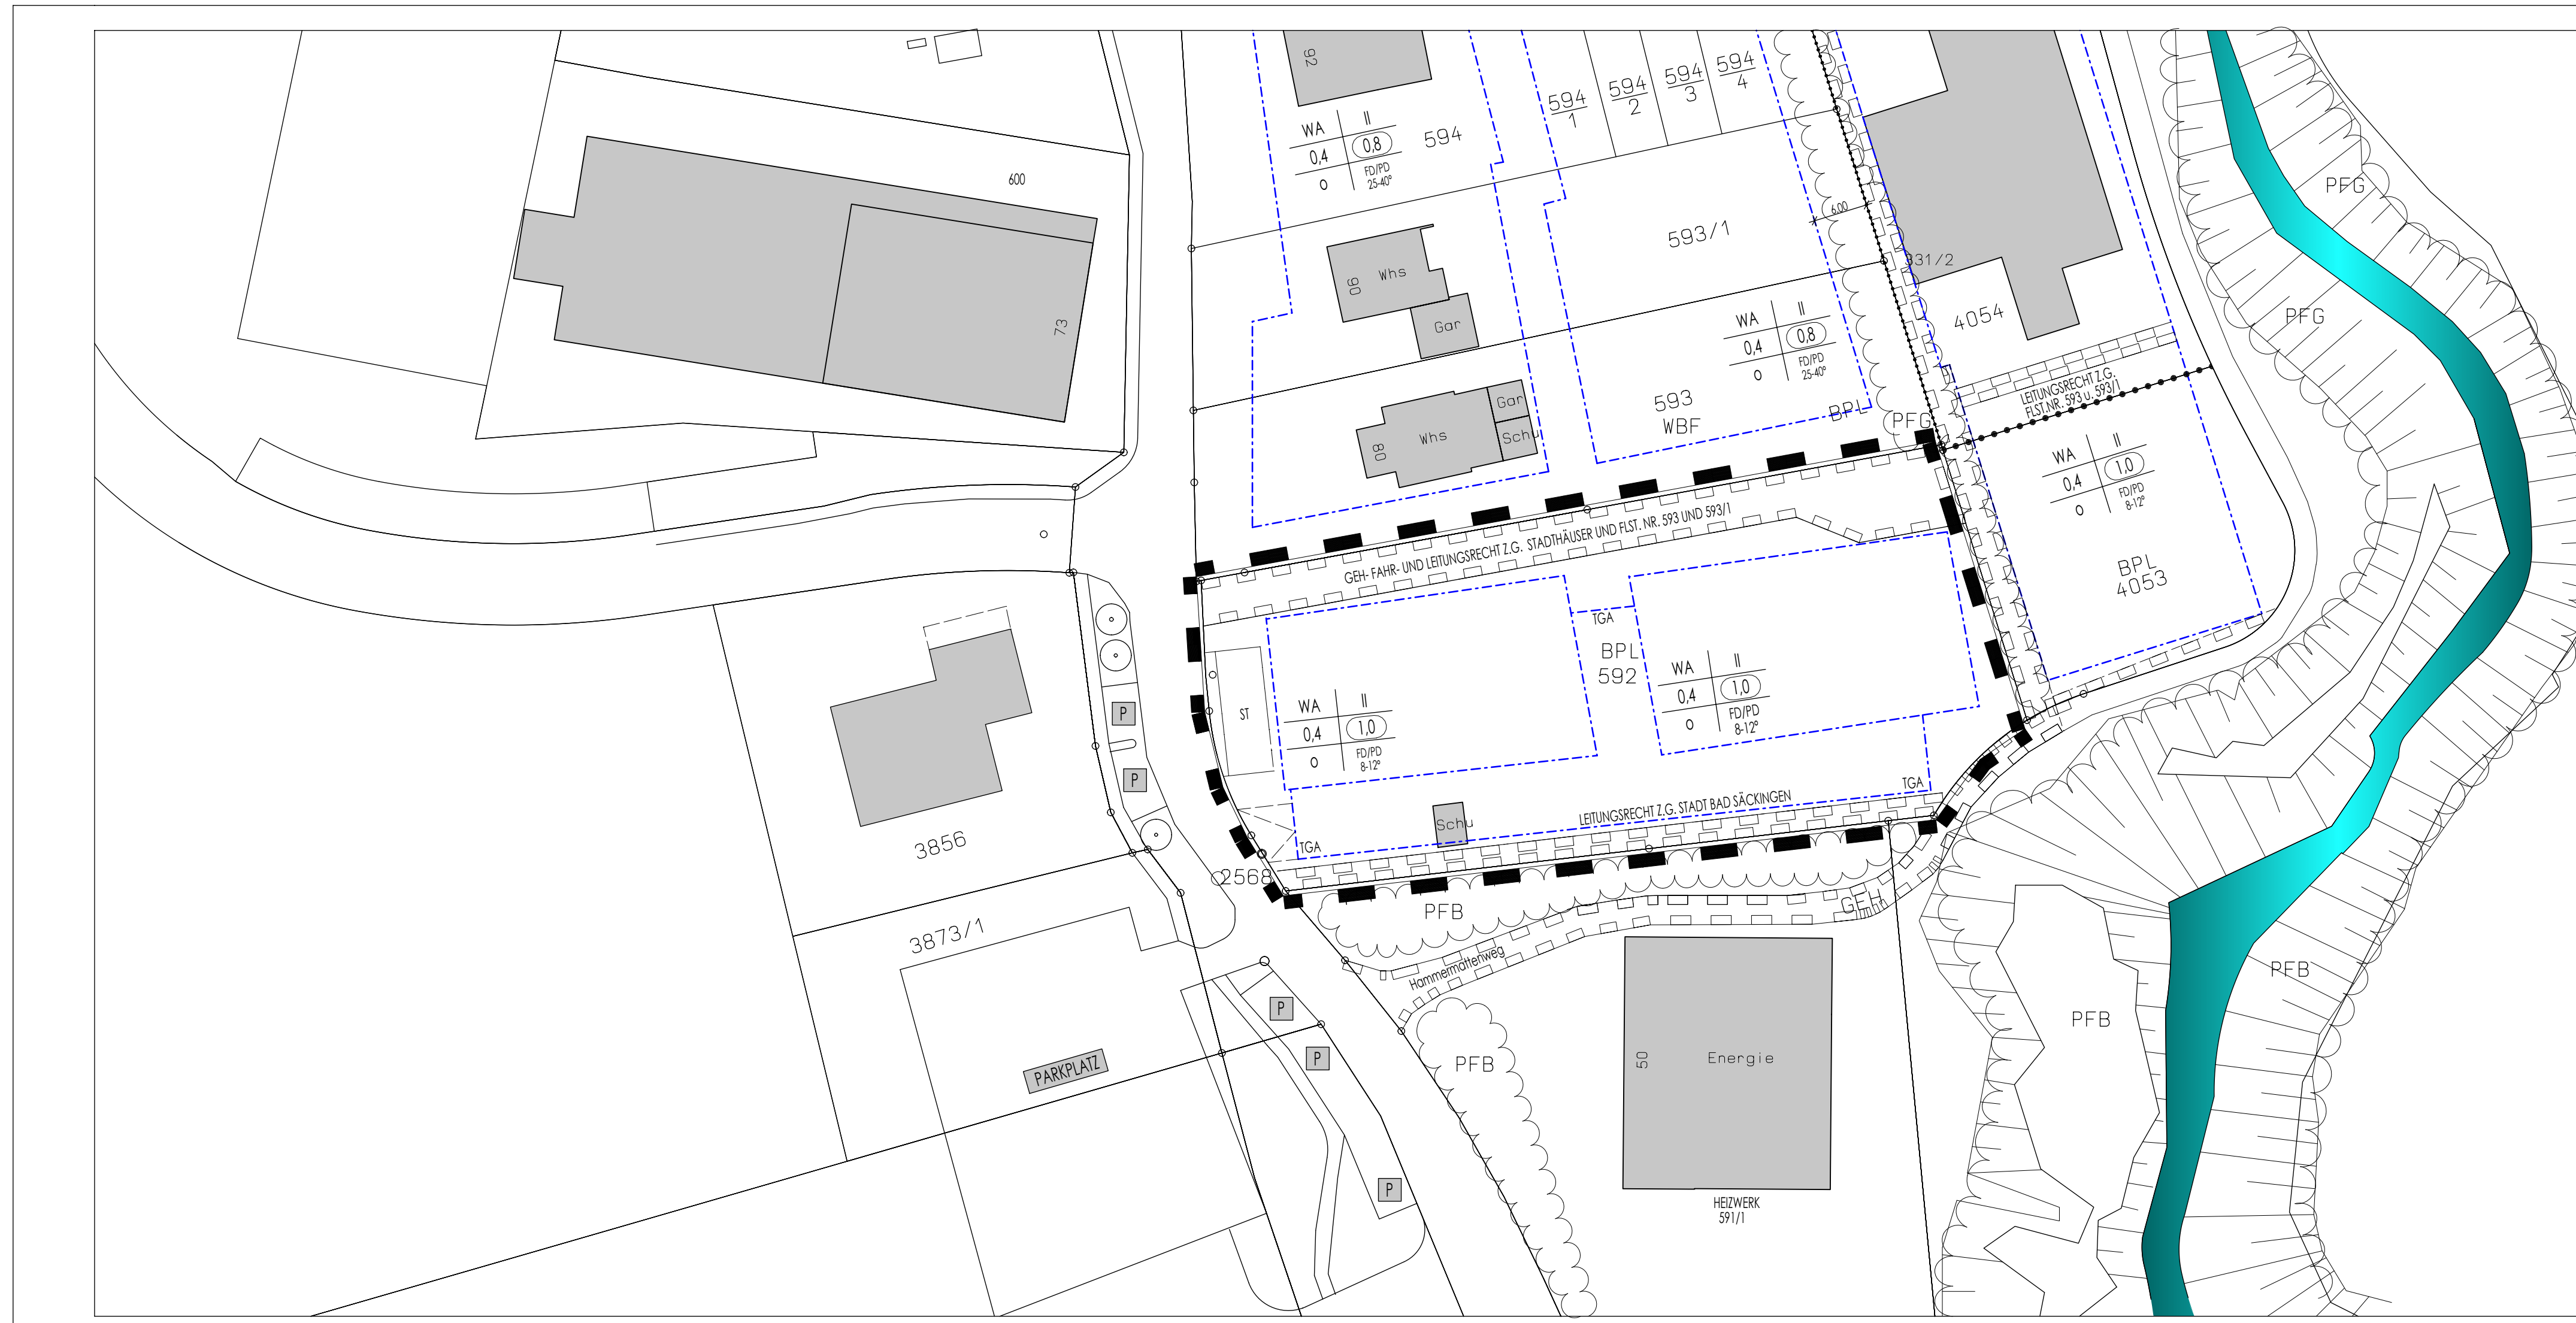 92
WA II
0,4 0,8
o FD/PD
25-40°
594
594
1
594
2
594
3
594
4
600
73
PFG
6.00
593/1
331/2
Whs
90
Gar
4054
PFG
WA II
0,4 0,8
o FD/PD
25-40°
LEITUNGSRECHT Z.G.
FLST.NR. 593 u. 593/1
593
WBF
BPL
PFG
Gar
Whs
Schu
80
WA II
0,4 1,0
o FD/PD
8-12°
GEH- FAHR- UND LEITUNGSRECHT Z.G. STADTHÄUSER UND FLST. NR. 593 UND 593/1
BPL
4053
TGA
BPL
592
WA II
0,4 1,0
o FD/PD
8-12°
ST
WA II
0,4 1,0
o FD/PD
8-12°
P
P
TGA
LEITUNGSRECHT Z.G. STADT BAD SÄCKINGEN
Schu
TGA
3856
2568
PFB
GEH
3873/1
Hammermattenweg
PFB
P
PFB
P
PFB
50
Energie
PARKPLATZ
P
HEIZWERK
591/1